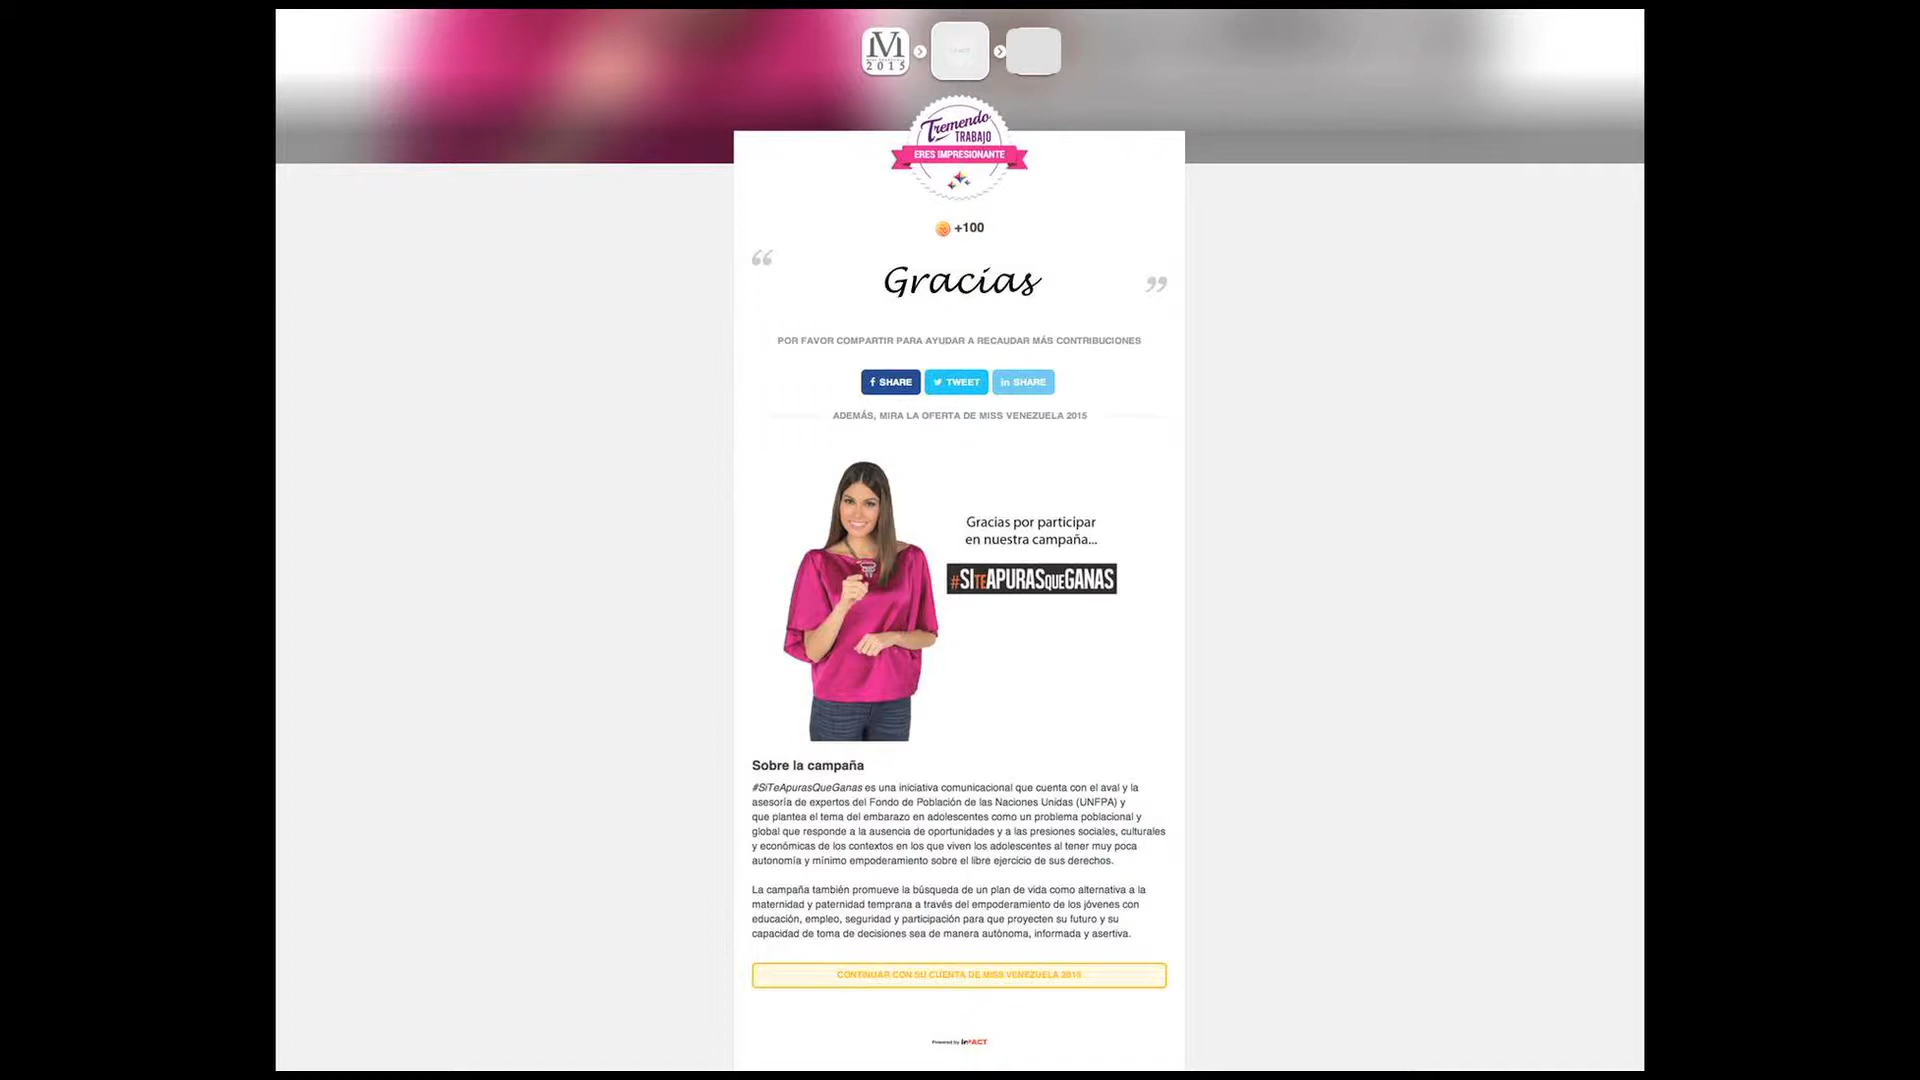 MV
2015
Tremendo
TRABAJO
ERES IMPRESIONANTE
+100
“
Gracias
”
POR FAVOR COMPARTIR PARA AYUDAR A RECAUDAR MÁS CONTRIBUCIONES
f SHARE
TWEET
in SHARE
ADEMÁS, MIRA LA OFERTA DE MISS VENEZUELA 2015
Gracias por participar
en nuestra campaña...
#SITEAPURASQUEGANAS
Sobre la campaña
#SiTeApurasQueGanas es una iniciativa comunicacional que cuenta con el aval y la
asesoría de expertos del Fondo de Población de las Naciones Unidas (UNFPA) y
que plantea el tema del embarazo en adolescentes como un problema poblacional y
global que responde a la ausencia de oportunidades y a las presiones sociales, culturales
y económicas de los contextos en los que viven los adolescentes al tener muy poca
autonomía y mínimo empoderamiento sobre el libre ejercicio de sus derechos.
La campaña también promueve la búsqueda de un plan de vida como alternativa a la
maternidad y paternidad temprana a través del empoderamiento de los jóvenes con
educación, empleo, seguridad y participación para que proyecten su futuro y su
capacidad de toma de decisiones sea de manera autónoma, informada y asertiva.
CONTINUAR CON SU CUENTA DE MISS VENEZUELA 2015
Powered by